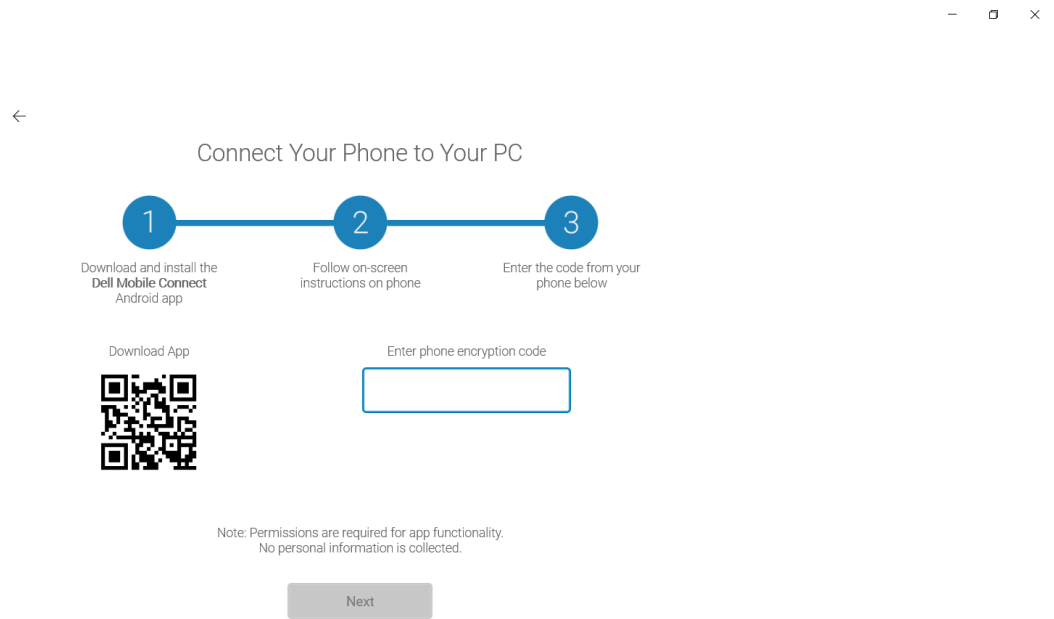 Connect Your Phone to Your PC
1
2
3
Download and install the
Dell Mobile Connect
Android app
Follow on-screen
instructions on phone
Enter the code from your
phone below
Download App
Enter phone encryption code
Note: Permissions are required for app functionality.
No personal information is collected.
Next